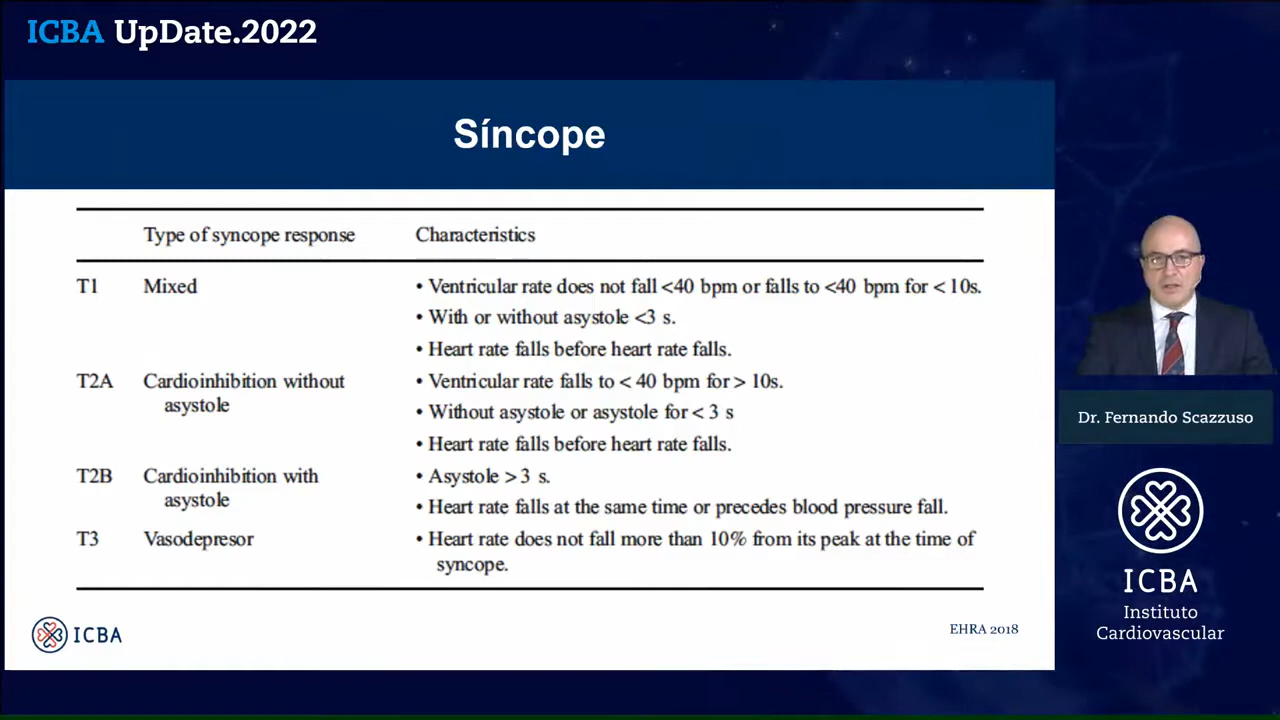 ICBA UpDate.2022
Síncope
Type of syncope response Characteristics
T1 Mixed • Ventricular rate does not fall <40 bpm or falls to <40 bpm for < 10s.
• With or without asystole <3 s.
• Heart rate falls before heart rate falls.
T2A Cardioinhibition without asystole • Ventricular rate falls to < 40 bpm for > 10s.
• Without asystole or asystole for < 3 s
• Heart rate falls before heart rate falls.
T2B Cardioinhibition with asystole • Asystole > 3 s.
• Heart rate falls at the same time or precedes blood pressure fall.
T3 Vasodepresor • Heart rate does not fall more than 10% from its peak at the time of
syncope.
ICBA
EHRA 2018
Dr. Fernando Scazzuso
ICBA
Instituto
Cardiovascular